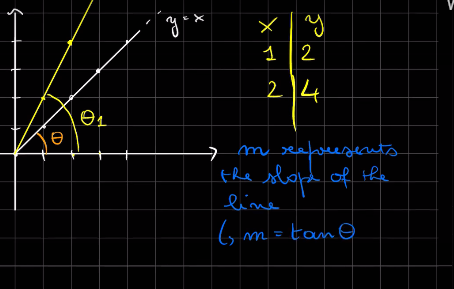 y = x
x | y
1 | 2
2 | 4
θ1
θ
m represents
the slope of the
line
m = tan θ